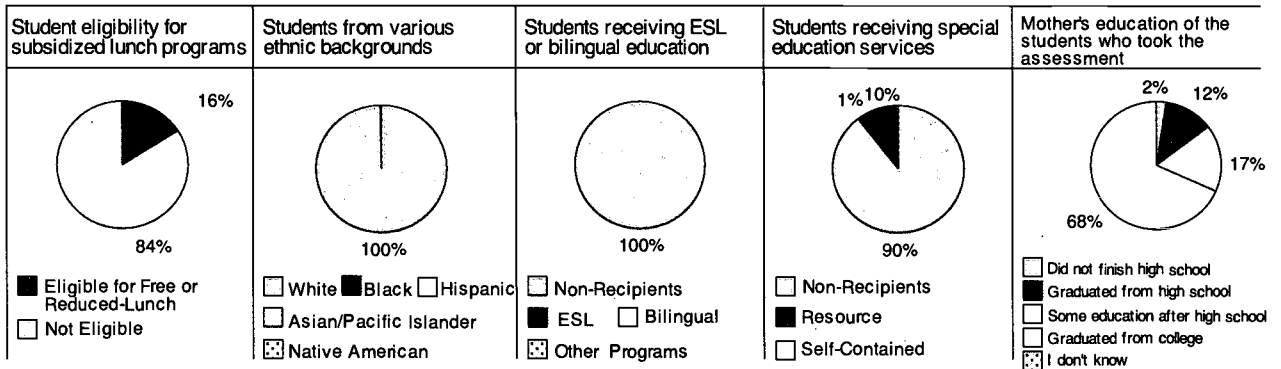 Student eligibility for
subsidized lunch programs
16%
84%
Eligible for Free or
Reduced-Lunch
Not Eligible
Students from various
ethnic backgrounds
100%
White Black Hispanic
Asian/Pacific Islander
Native American
Students receiving ESL
or bilingual education
100%
Non-Recipients
ESL Bilingual
Other Programs
Students receiving special
education services
1% 10%
90%
Non-Recipients
Resource
Self-Contained
Mother's education of the
students who took the
assessment
2% 12%
17%
68%
Did not finish high school
Graduated from high school
Some education after high school
Graduated from college
I don't know